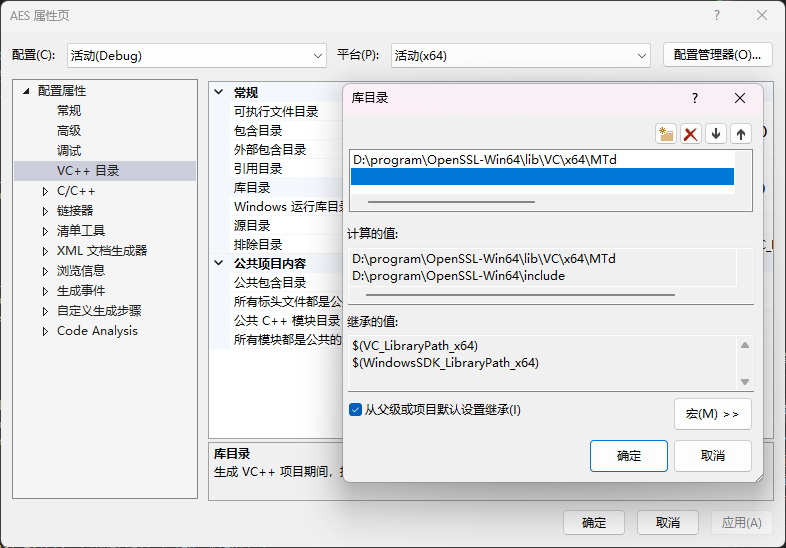 AES 属性页
配置(C): 活动(Debug) 平台(P): 活动(x64) 配置管理器(O)...
配置属性
常规
高级
调试
VC++ 目录
C/C++
链接器
清单工具
XML 文档生成器
浏览信息
生成事件
自定义生成步骤
Code Analysis
常规
可执行文件目录
包含目录
外部包含目录
引用目录
库目录
Windows 运行库目录
源目录
排除目录
公共项目内容
公共包含目录
所有标头文件都是公
公共 C++ 模块目录
所有模块都是公共的
库目录
生成 VC++ 项目期间，
库目录
D:\program\OpenSSL-Win64\lib\VC\x64\MTd
计算的值:
D:\program\OpenSSL-Win64\lib\VC\x64\MTd
D:\program\OpenSSL-Win64\include
继承的值:
$(VC_LibraryPath_x64)
$(WindowsSDK_LibraryPath_x64)
从父级或项目默认设置继承(I)
宏(M) >>
确定 取消
确定 取消 应用(A)